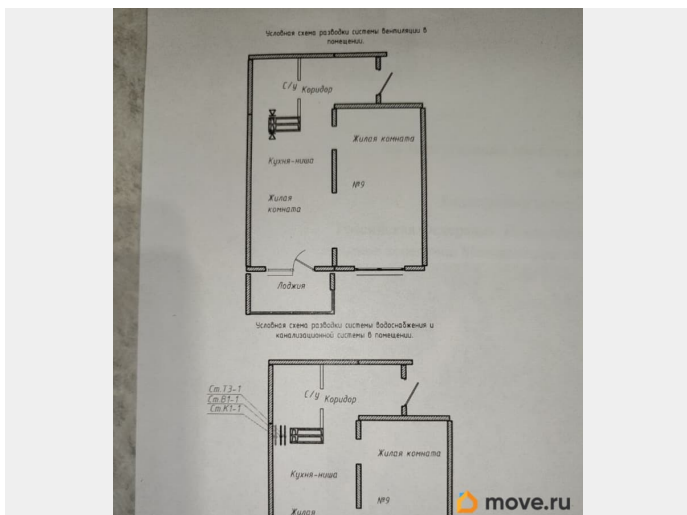 Условная схема разводки системы вентиляции в
помещении.
С/у
Коридор
Жилая комната
Кухня-ниша
№9
Жилая
комната
Лоджия
Условная схема разводки системы водоснабжения и
канализационной системы в помещении.
Ст.Т3-1
Ст.В1-1
Ст.К1-1
С/у
Коридор
Жилая комната
Кухня-ниша
№9
Жилая
move.ru